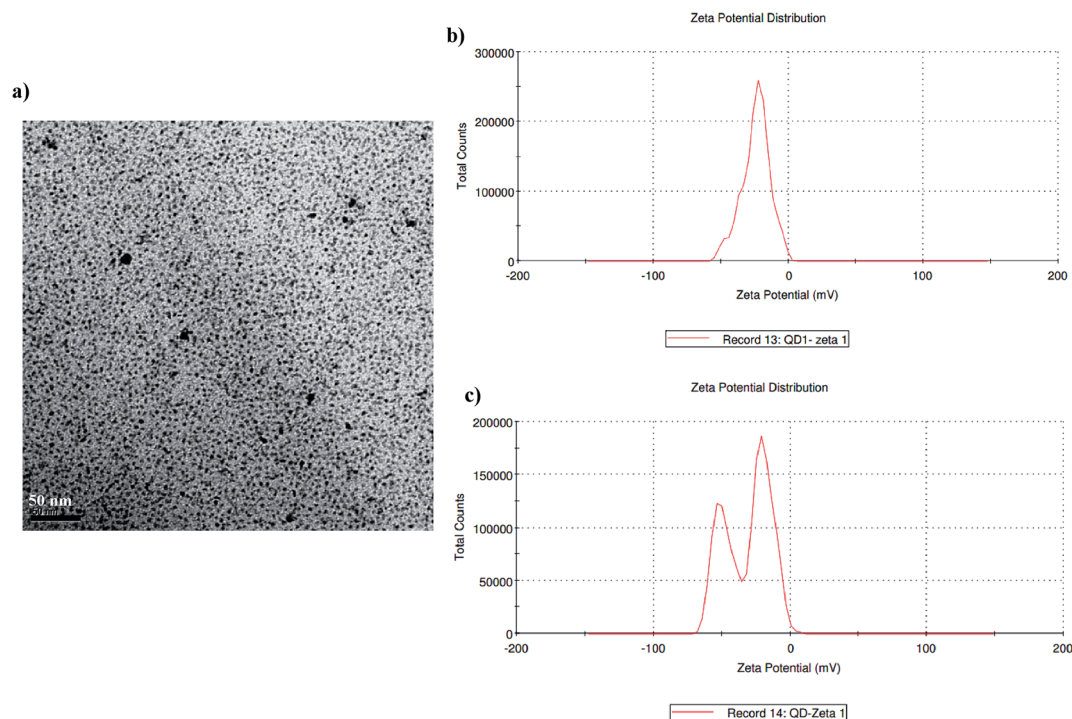 a)
50 nm
50 nm
b)
Zeta Potential Distribution
300000
200000
100000
0
Total Counts
-200
-100
0
100
200
Zeta Potential (mV)
Record 13: QD1- zeta 1
c)
Zeta Potential Distribution
200000
150000
100000
50000
0
Total Counts
-200
-100
0
100
200
Zeta Potential (mV)
Record 14: QD-Zeta 1